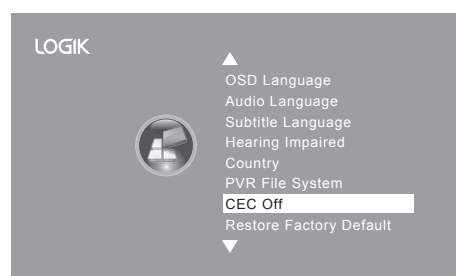 LOGIK
OSD Language
Audio Language
Subtitle Language
Hearing Impaired
Country
PVR File System
CEC Off
Restore Factory Default